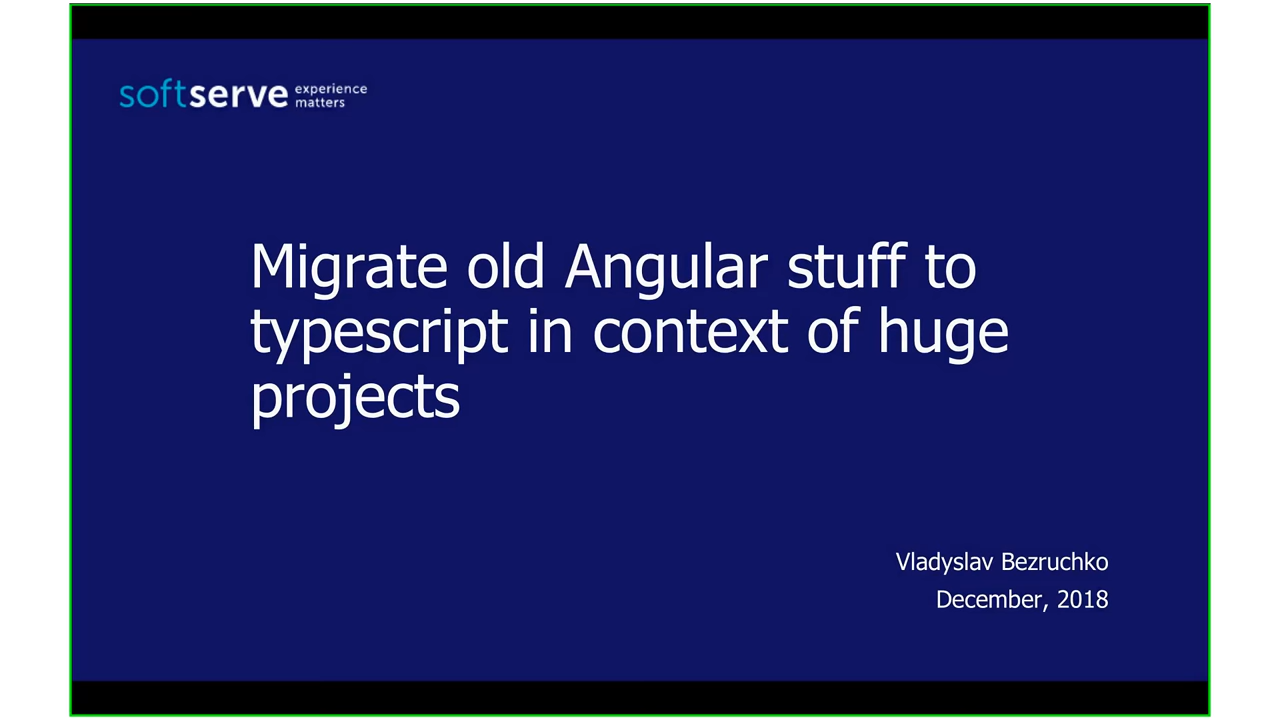 softserve experience matters
Migrate old Angular stuff to
typescript in context of huge
projects
Vladyslav Bezruchko
December, 2018